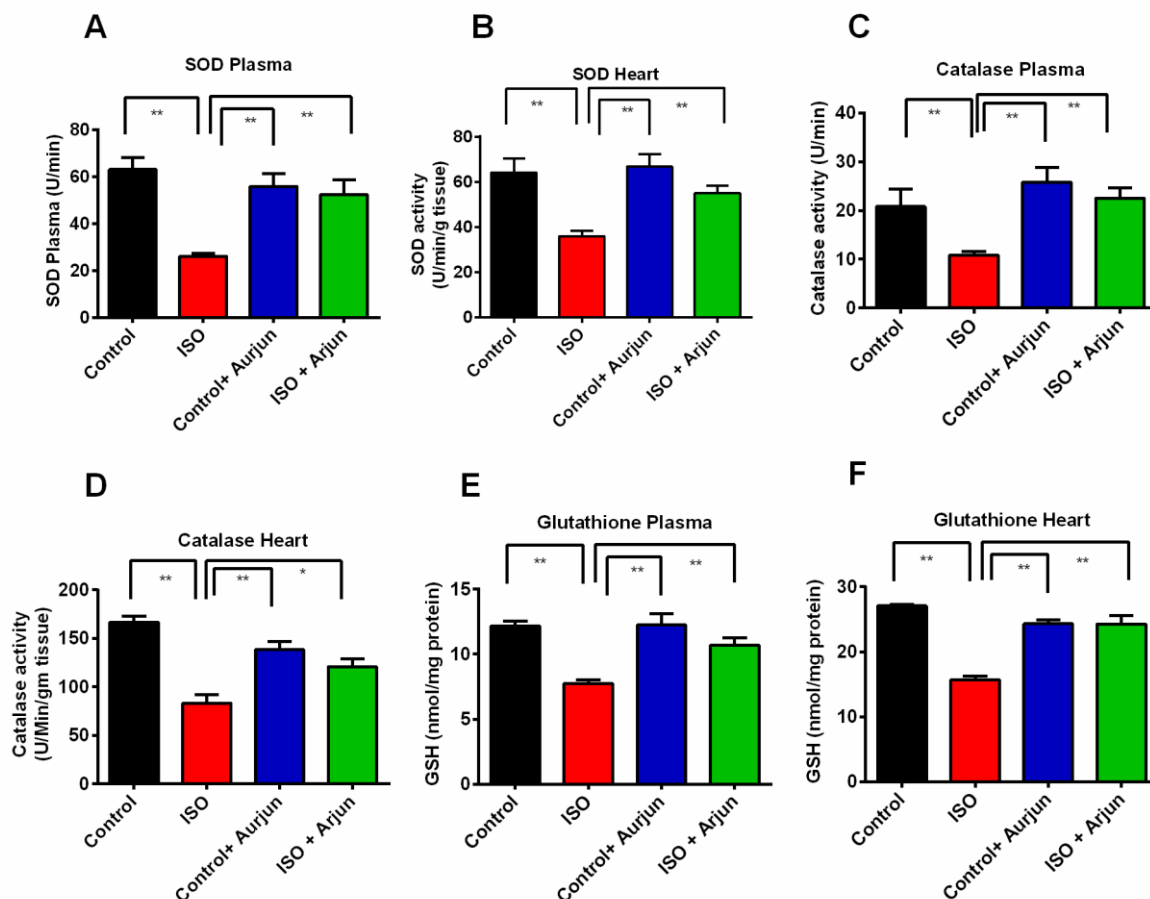 A
SOD Plasma
** ** **
SOD Plasma (U/min)
80
60
40
20
0
Control
ISO
Control+ Aurjun
ISO + Arjun
B
SOD Heart
** ** **
SOD activity
(U/min/g tissue)
80
60
40
20
0
Control
ISO
Control+ Aurjun
ISO + Arjun
C
Catalase Plasma
** ** **
Catalase activity (U/min)
40
30
20
10
0
Control
ISO
Control+ Aurjun
ISO + Arjun
D
Catalase Heart
** ** *
Catalase activity
(U/Min/gm tissue)
200
150
100
50
0
Control
ISO
Control+ Aurjun
ISO + Arjun
E
Glutathione Plasma
** ** **
GSH (nmol/mg protein)
15
10
5
0
Control
ISO
Control+ Aurjun
ISO + Arjun
F
Glutathione Heart
** ** **
GSH (nmol/mg protein)
30
20
10
0
Control
ISO
Control+ Aurjun
ISO + Arjun